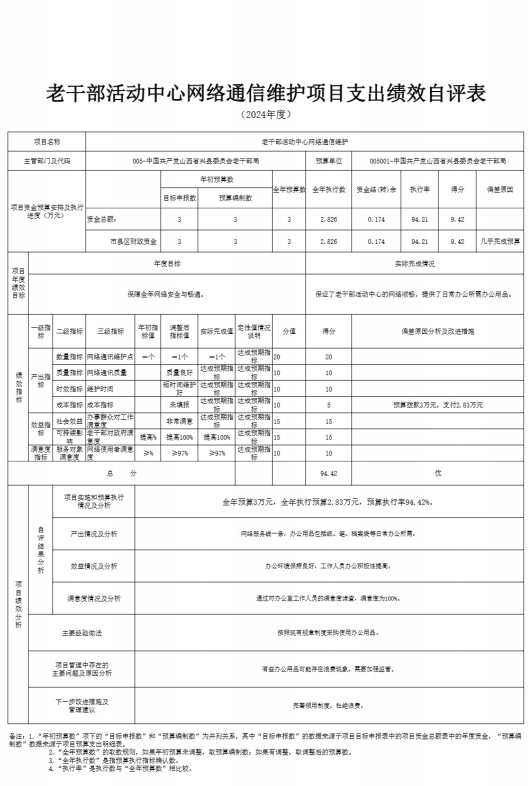 老干部活动中心网络通信维护项目支出绩效自评表
（2024年度）
项目名称 老干部活动中心网络通信维护
主管部门及代码 005-中国共产党山西省兴县委员会老干部局 预算单位 005001-中国共产党山西省兴县委员会老干部局
项目资金预算安排及执行进度（万元） 年初预算数 全年预算数 全年执行数 资金结(转)余 执行率 得分 偏差原因
目标申报数 预算编制数
资金总额： 3 3 3 2.826 0.174 94.21 9.42
市县区财政资金 3 3 3 2.826 0.174 94.21 9.42 几乎完成预算
项目年度绩效目标 年度目标 实际完成情况
保障全年网络安全与畅通。 保证了老干部活动中心的网络顺畅，提供了日常办公所需办公用品。
绩效指标 一级指标 二级指标 三级指标 年初指标值 调整后指标值 实际完成值 定性值情况说明 分值 得分 偏差原因分析及改进措施
产出指标 数量指标 网络通讯维护点 =个 =1个 =1个 达成预期指标 20 20
质量指标 网络通讯质量 质量良好 达成预期指标 达成预期指标 10 10
时效指标 维护时间 短时间维护好 达成预期指标 达成预期指标 10 10
成本指标 成本指标 未填报 达成预期指标 达成预期指标 10 5 预算拨款3万元，支付2.83万元
效益指标 社会效益 办事群众对工作满意度 非常满意 达成预期指标 达成预期指标 15 15
可持续影响 老干部对政府满意度 提高% 提高100% 提高100% 达成预期指标 15 15
满意度指标 服务对象满意度 网络使用者满意度 ≥% ≥97% ≥97% 达成预期指标 10 10
总 分 94.42 优
项目绩效分析 自评结果分析 项目实施和预算执行情况及分析 全年预算3万元，全年执行预算2.83万元，预算执行率94.42%。
产出情况及分析 网络服务线一条，办公用品包括纸、笔、档案袋等日常办公所需。
效益情况及分析 办公环境保持良好，工作人员办公积极性提高。
满意度情况及分析 通过对办公室工作人员的满意度调查，满意度为100%。
主要经验做法 按照现有规章制度采购使用办公用品。
项目管理中存在的主要问题及原因分析 有些办公用品可能存在浪费现象，需要加强监管。
下一步改进措施及管理建议 完善领用制度，杜绝浪费。
备注：1.“年初预算数”项下的“目标申报数”和“预算编制数”为并列关系，其中“目标申报数”的数据来源于项目目标申报表中的项目资金总额表中的年度资金，“预算编
制数”数据来源于项目预算支出明细表。
2.“全年预算数”的取数规则，如果年初预算未调整，取预算编制数；如果有调整，取调整后的预算数。
3.“全年执行数”是指预算执行指标确认数。
4.“执行率”是执行数与“全年预算数”相比较。